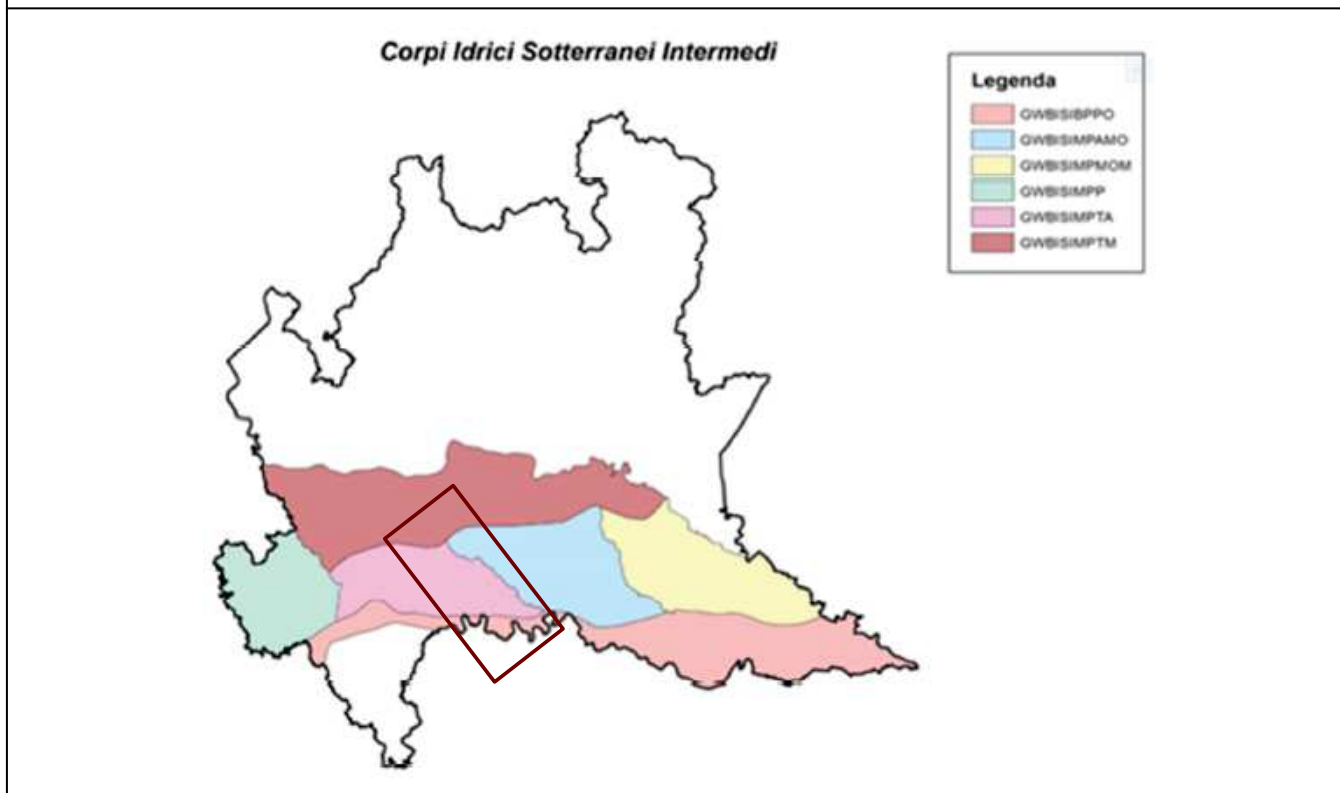 Corpi Idrici Sotterranei Intermedi
Legenda
GWBISIBPPO
GWBISIMPAMO
GWBISIMPMOM
GWBISIMPP
GWBISIMPTA
GWBISIMPTM